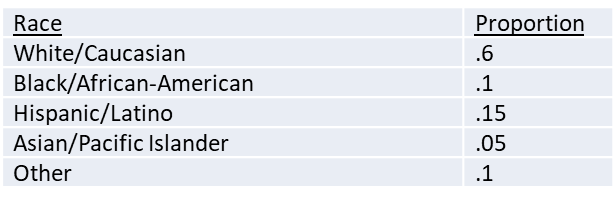 Race Proportion
White/Caucasian .6
Black/African-American .1
Hispanic/Latino .15
Asian/Pacific Islander .05
Other .1